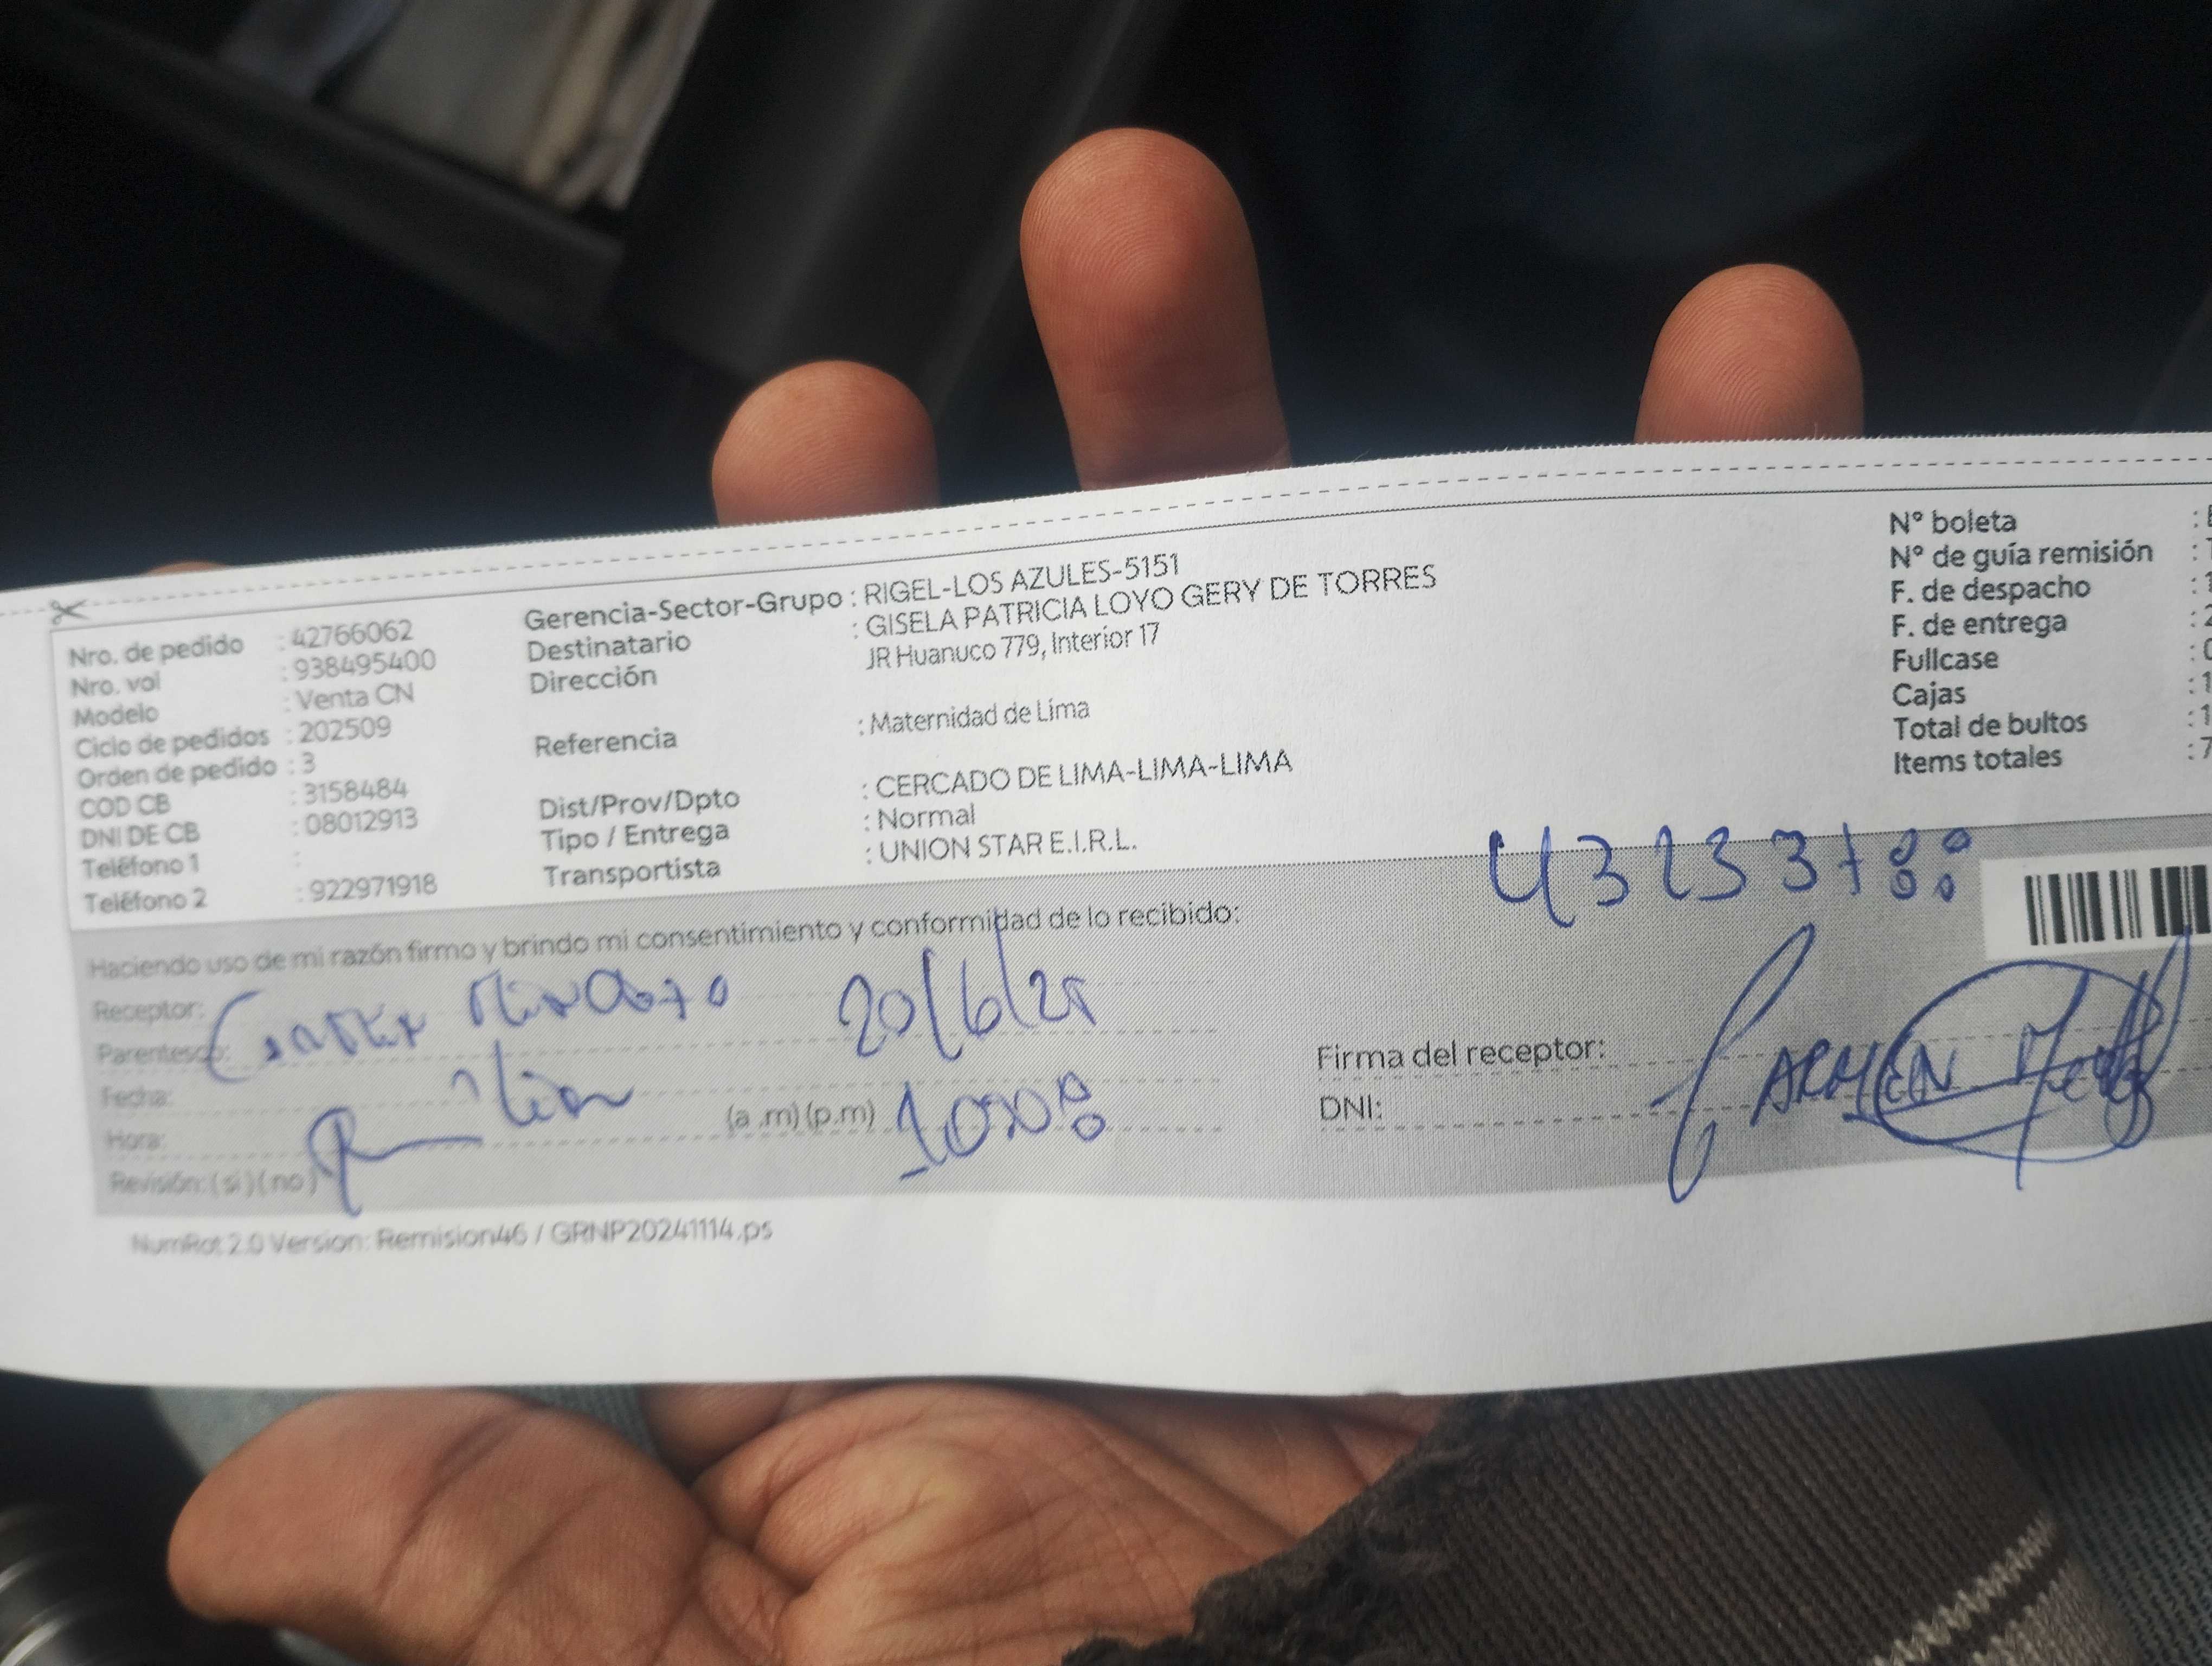 Nro. de pedido : 42766062
Nro. vol : 938495400
Modelo : Venta CN
Ciclo de pedidos : 202509
Orden de pedido : 3
COD CB : 3158484
DNI DE CB : 08012913
Teléfono 1 :
Teléfono 2 : 922971918
Gerencia-Sector-Grupo : RIGEL-LOS AZULES-5151
Destinatario : GISELA PATRICIA LOYO GERY DE TORRES
Dirección JR Huanuco 779, Interior 17
Referencia : Maternidad de Lima
Dist/Prov/Dpto : CERCADO DE LIMA-LIMA-LIMA
Tipo / Entrega : Normal
Transportista : UNION STAR E.I.R.L.
N° boleta :
N° de guía remisión :
F. de despacho : 1
F. de entrega : 2
Fullcase :
Cajas : 1
Total de bultos : 1
Items totales : 7
Haciendo uso de mi razón firmo y brindo mi consentimiento y conformidad de lo recibido:
Receptor:
Parentesco:
20/6/25
Fecha:
Hora: (a .m) (p.m)
Revisión: ( si ) ( no )
Firma del receptor: CARMEN
DNI:
NumRot 2.0 Version: Remision46 / GRNP20241114.ps